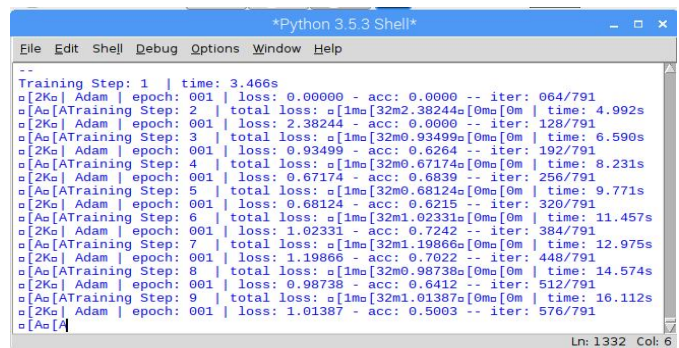 *Python 3.5.3 Shell*
File Edit Shell Debug Options Window Help
--
Training Step: 1 | time: 3.466s
▫[2K▫| Adam | epoch: 001 | loss: 0.00000 - acc: 0.0000 -- iter: 064/791
▫[A▫[ATraining Step: 2 | total loss: ▫[1m▫[32m2.38244▫[0m▫[0m | time: 4.992s
▫[2K▫| Adam | epoch: 001 | loss: 2.38244 - acc: 0.0000 -- iter: 128/791
▫[A▫[ATraining Step: 3 | total loss: ▫[1m▫[32m0.93499▫[0m▫[0m | time: 6.590s
▫[2K▫| Adam | epoch: 001 | loss: 0.93499 - acc: 0.6264 -- iter: 192/791
▫[A▫[ATraining Step: 4 | total loss: ▫[1m▫[32m0.67174▫[0m▫[0m | time: 8.231s
▫[2K▫| Adam | epoch: 001 | loss: 0.67174 - acc: 0.6839 -- iter: 256/791
▫[A▫[ATraining Step: 5 | total loss: ▫[1m▫[32m0.68124▫[0m▫[0m | time: 9.771s
▫[2K▫| Adam | epoch: 001 | loss: 0.68124 - acc: 0.6215 -- iter: 320/791
▫[A▫[ATraining Step: 6 | total loss: ▫[1m▫[32m1.02331▫[0m▫[0m | time: 11.457s
▫[2K▫| Adam | epoch: 001 | loss: 1.02331 - acc: 0.7242 -- iter: 384/791
▫[A▫[ATraining Step: 7 | total loss: ▫[1m▫[32m1.19866▫[0m▫[0m | time: 12.975s
▫[2K▫| Adam | epoch: 001 | loss: 1.19866 - acc: 0.7022 -- iter: 448/791
▫[A▫[ATraining Step: 8 | total loss: ▫[1m▫[32m0.98738▫[0m▫[0m | time: 14.574s
▫[2K▫| Adam | epoch: 001 | loss: 0.98738 - acc: 0.6412 -- iter: 512/791
▫[A▫[ATraining Step: 9 | total loss: ▫[1m▫[32m1.01387▫[0m▫[0m | time: 16.112s
▫[2K▫| Adam | epoch: 001 | loss: 1.01387 - acc: 0.5003 -- iter: 576/791
▫[A▫[A
Ln: 1332 Col: 6